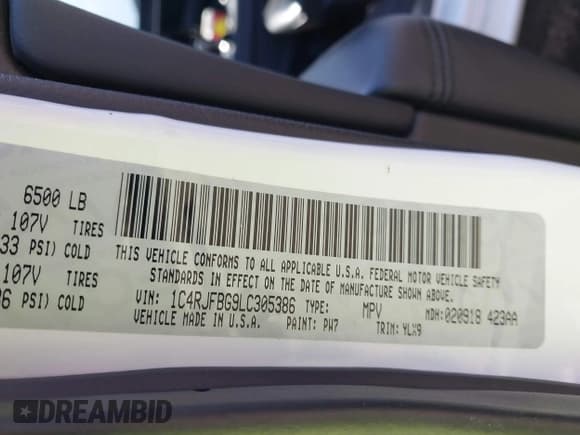 6500 LB
107V TIRES
33 PSI) COLD
107V TIRES
36 PSI) COLD
THIS VEHICLE CONFORMS TO ALL APPLICABLE U.S.A. FEDERAL MOTOR VEHICLE SAFETY
STANDARDS IN EFFECT ON THE DATE OF MANUFACTURE SHOWN ABOVE.
VIN: 1C4RJFBG9LC305386 TYPE: MPV MDH:020918 423AA
VEHICLE MADE IN U.S.A. PAINT: PW7 TRIM: YLX9
DREAMBID